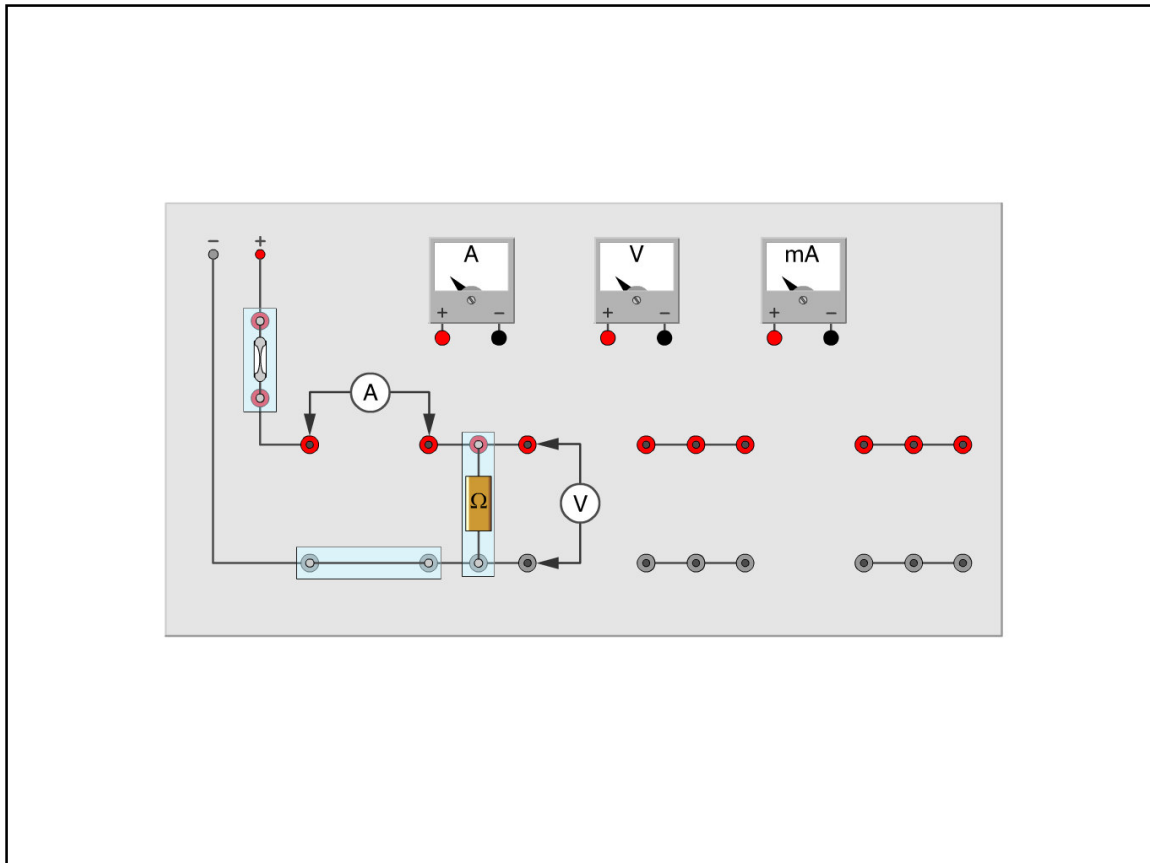 − +
A V mA
+ − + − + −
A
Ω
V